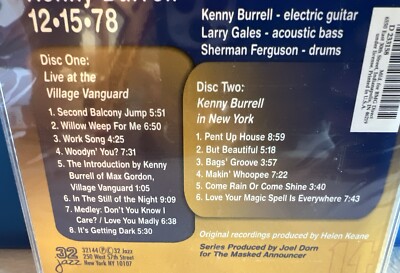 Kenny Burrell
12•15•78
Kenny Burrell - electric guitar
Larry Gales - acoustic bass
Sherman Ferguson - drums
Disc One:
Live at the
Village Vanguard
1. Second Balcony Jump 5:51
2. Willow Weep For Me 6:50
3. Work Song 4:25
4. Woodyn' You? 7:31
5. The Introduction by Kenny
Burrell of Max Gordon,
Village Vanguard 1:05
6. In The Still of the Night 9:09
7. Medley: Don't You Know I
Care? / Love You Madly 6:38
8. It's Getting Dark 5:30
Disc Two:
Kenny Burrell
in New York
1. Pent Up House 8:59
2. But Beautiful 5:18
3. Bags' Groove 3:57
4. Makin' Whoopee 7:22
5. Come Rain Or Come Shine 3:40
6. Love Your Magic Spell Is Everywhere 7:43
Original recordings produced by Helen Keane
Series Produced by Joel Dorn
For The Masked Announcer
32
jazz
32144 Ⓟ Ⓒ 32 Jazz
250 West 57th Street
New York NY 10107
Printed in U.S.A.